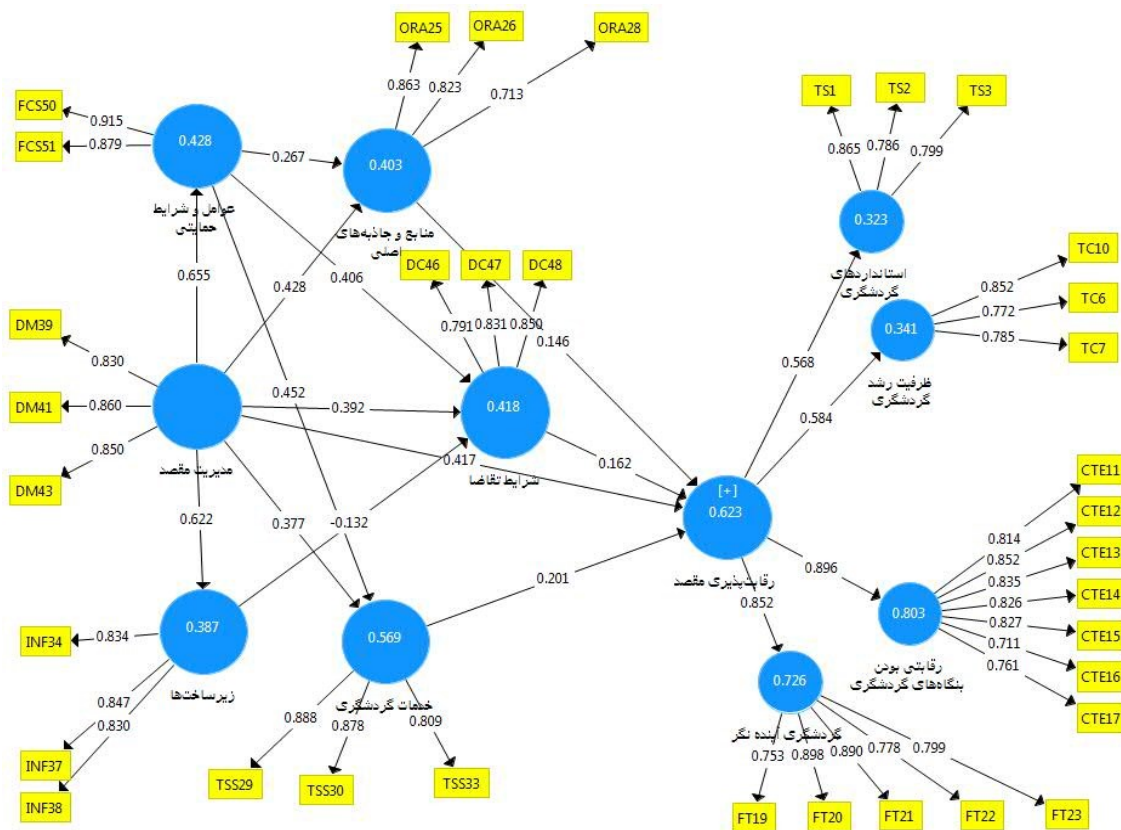 ORA25
ORA26
ORA28
0.863
0.823
0.713
FCS50
FCS51
0.915
0.879
0.428
عوامل و شرایط
حمایتی
0.267
0.403
منابع و جاذبه‌های
اصلی
TS1
TS2
TS3
0.865
0.786
0.799
0.323
استانداردهای
گردشگری
0.655
0.428
0.406
DC46
DC47
DC48
0.791
0.831
0.850
0.146
TC10
TC6
TC7
0.852
0.772
0.785
0.341
ظرفیت رشد
گردشگری
0.568
0.584
DM39
DM41
DM43
0.830
0.860
0.850
مدیریت مقصد
0.452
0.392
0.417
0.418
شرایط تقاضا
0.162
[+]
0.623
رقابت‌پذیری مقصد
0.622
0.377
-0.132
0.201
0.896
0.852
CTE11
CTE12
CTE13
CTE14
CTE15
CTE16
CTE17
0.814
0.852
0.835
0.826
0.827
0.711
0.761
0.803
رقابتی بودن
بنگاه‌های گردشگری
INF34
INF37
INF38
0.834
0.847
0.830
0.387
زیرساخت‌ها
0.569
خدمات گردشگری
0.888
0.878
0.809
TSS29
TSS30
TSS33
0.726
گردشگری آینده نگر
0.753
0.898
0.890
0.778
0.799
FT19
FT20
FT21
FT22
FT23